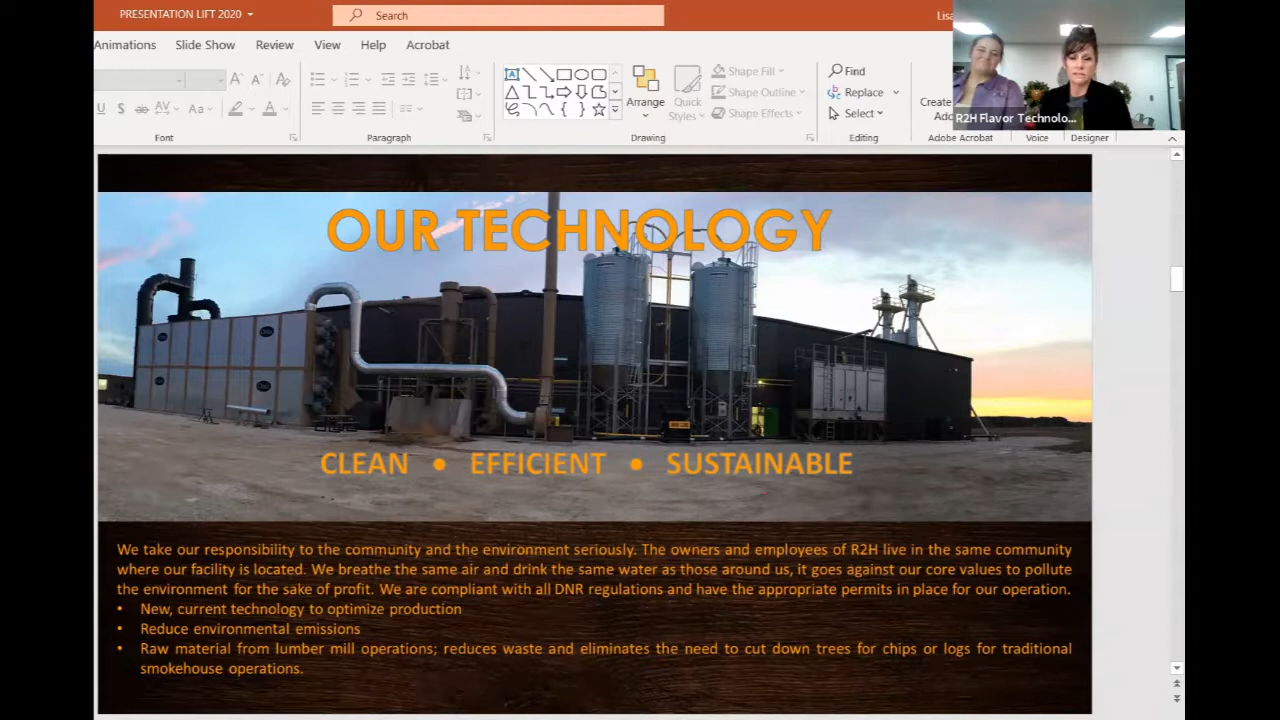 PRESENTATION LIFT 2020
Search
Lisa
Animations Slide Show Review View Help Acrobat
Shape Fill
Shape Outline
Shape Effects
Arrange
Quick
Styles
Find
Replace
Select
Create
Ado
R2H Flavor Technolo...
Font Paragraph Drawing Editing Adobe Acrobat Voice Designer
OUR TECHNOLOGY
CLEAN • EFFICIENT • SUSTAINABLE
We take our responsibility to the community and the environment seriously. The owners and employees of R2H live in the same community
where our facility is located. We breathe the same air and drink the same water as those around us, it goes against our core values to pollute
the environment for the sake of profit. We are compliant with all DNR regulations and have the appropriate permits in place for our operation.
• New, current technology to optimize production
• Reduce environmental emissions
• Raw material from lumber mill operations; reduces waste and eliminates the need to cut down trees for chips or logs for traditional
smokehouse operations.